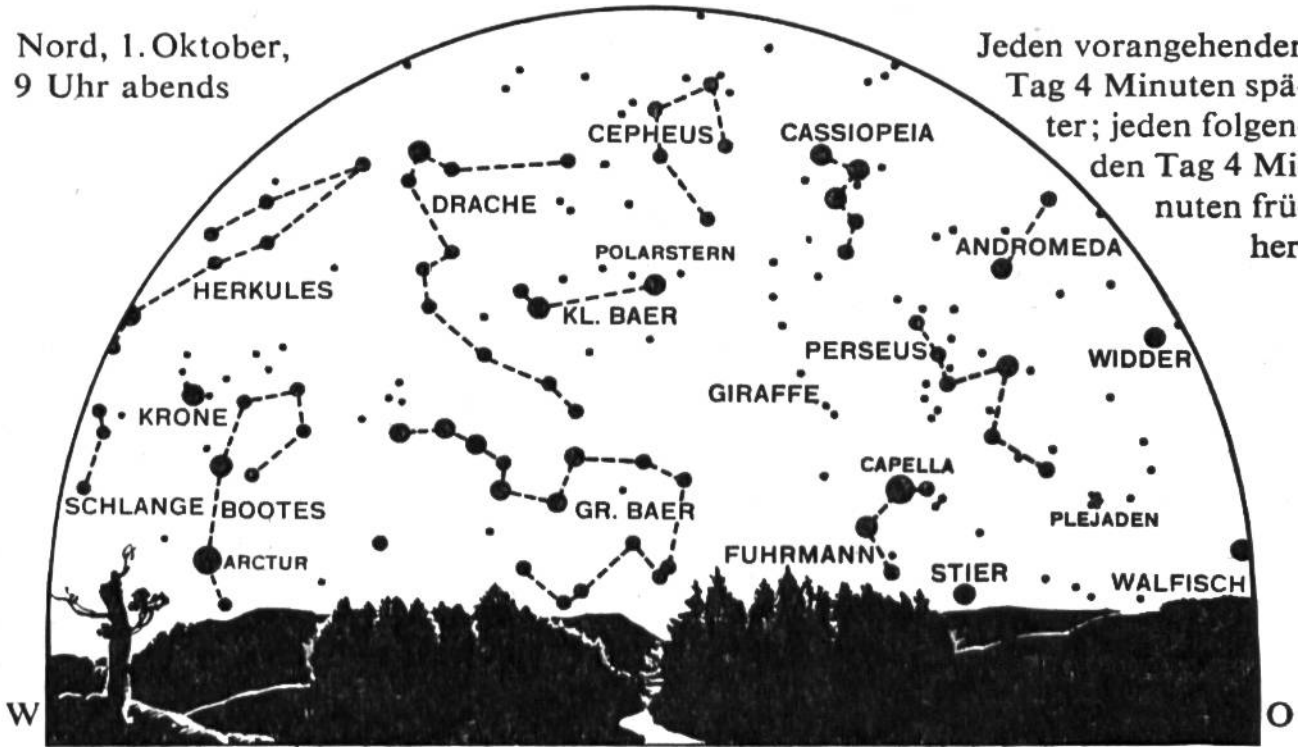 Nord, 1. Oktober,
9 Uhr abends
Jeden vorangehenden
Tag 4 Minuten spä-
ter; jeden folgen-
den Tag 4 Mi-
nuten frü-
her
CEPHEUS
CASSIOPEIA
DRACHE
ANDROMEDA
POLARSTERN
HERKULES
KL. BAER
PERSEUS
WIDDER
GIRAFFE
KRONE
CAPELLA
SCHLANGE
BOOTES
GR. BAER
PLEJADEN
ARCTUR
FUHRMANN
STIER
WALFISCH
W
O